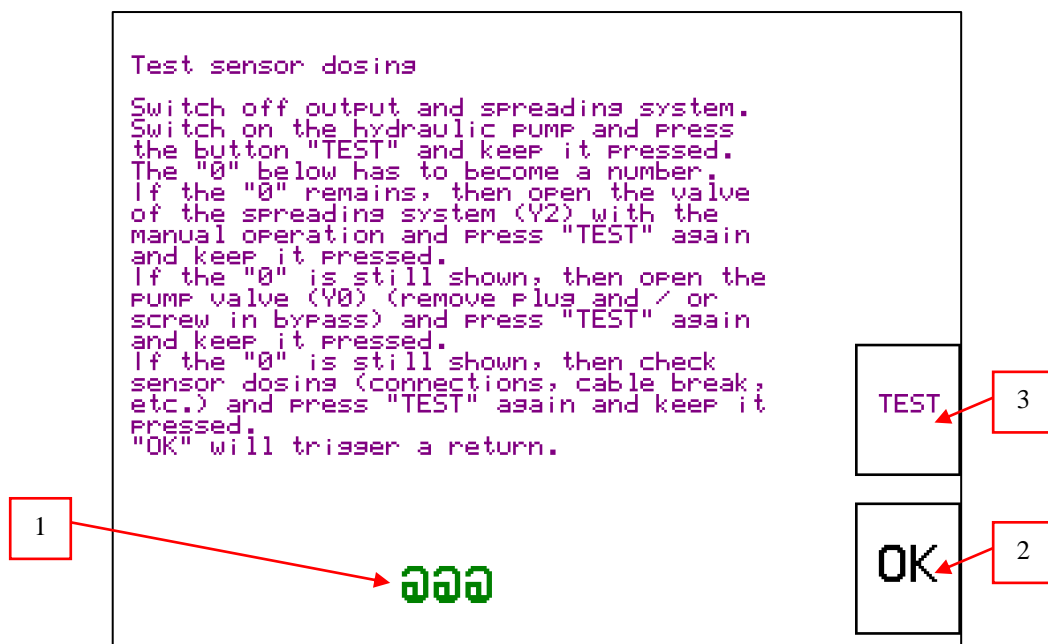 Test sensor dosing
Switch off output and spreading system.
Switch on the hydraulic pump and press
the button "TEST" and keep it pressed.
The "0" below has to become a number.
If the "0" remains, then open the valve
of the spreading system (Y2) with the
manual operation and press "TEST" again
and keep it pressed.
If the "0" is still shown, then open the
pump valve (Y0) (remove plug and / or
screw in bypass) and press "TEST" again
and keep it pressed.
If the "0" is still shown, then check
sensor dosing (connections, cable break,
etc.) and press "TEST" again and keep it
pressed.
"OK" will trigger a return.
TEST
3
1
OK
2
@@@